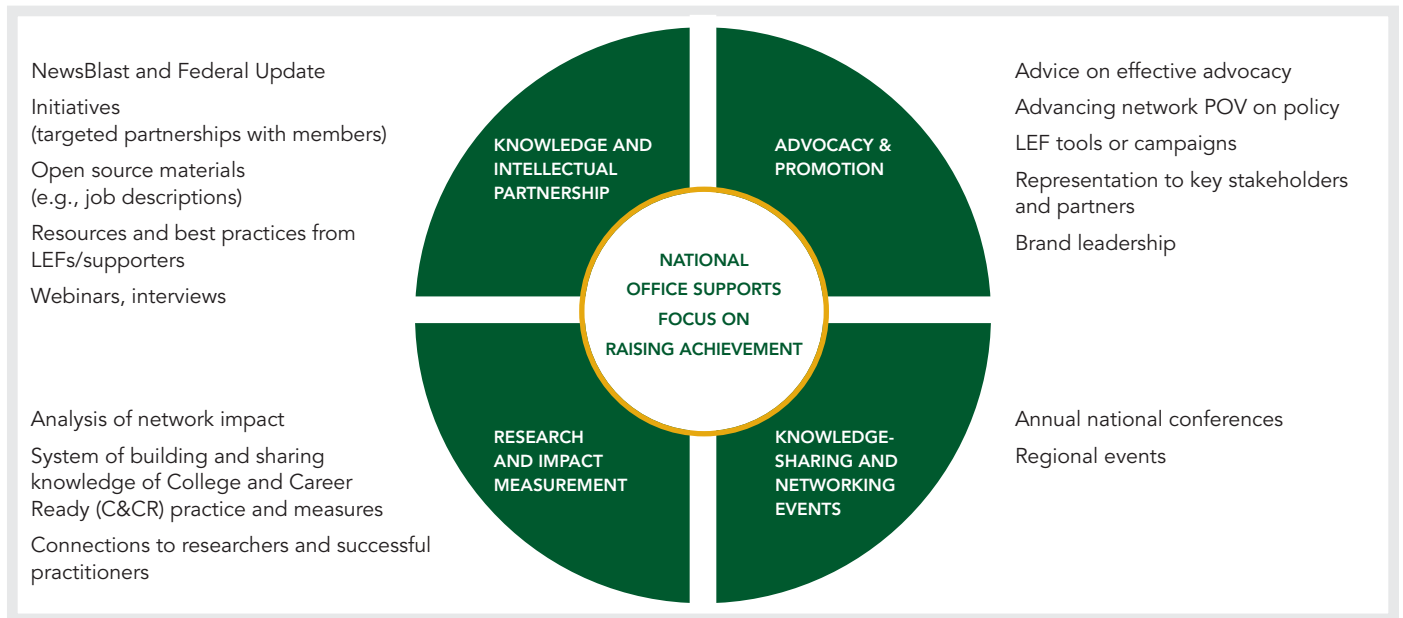 NewsBlast and Federal Update
Initiatives
(targeted partnerships with members)
Open source materials
(e.g., job descriptions)
Resources and best practices from
LEFs/supporters
Webinars, interviews
KNOWLEDGE AND
INTELLECTUAL
PARTNERSHIP
ADVOCACY &
PROMOTION
Advice on effective advocacy
Advancing network POV on policy
LEF tools or campaigns
Representation to key stakeholders
and partners
Brand leadership
NATIONAL
OFFICE SUPPORTS
FOCUS ON
RAISING ACHIEVEMENT
Analysis of network impact
System of building and sharing
knowledge of College and Career
Ready (C&CR) practice and measures
Connections to researchers and successful
practitioners
RESEARCH
AND IMPACT
MEASUREMENT
KNOWLEDGE-
SHARING AND
NETWORKING
EVENTS
Annual national conferences
Regional events